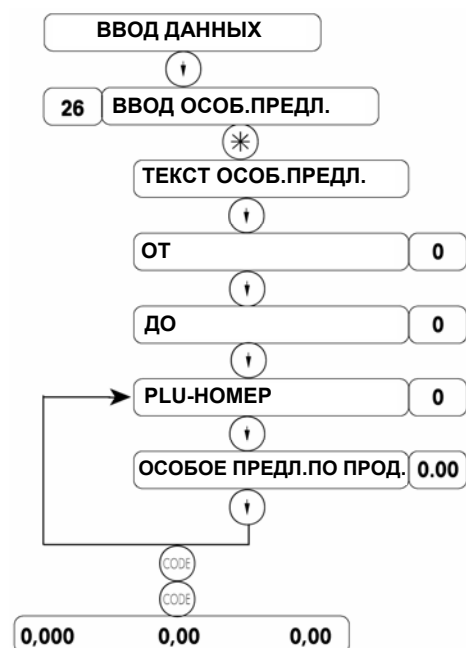 ВВОД ДАННЫХ
26 ВВОД ОСОБ.ПРЕДЛ.
ТЕКСТ ОСОБ.ПРЕДЛ.
ОТ 0
ДО 0
PLU-НОМЕР 0
ОСОБОЕ ПРЕДЛ.ПО ПРОД. 0.00
CODE
CODE
0,000 0,00 0,00